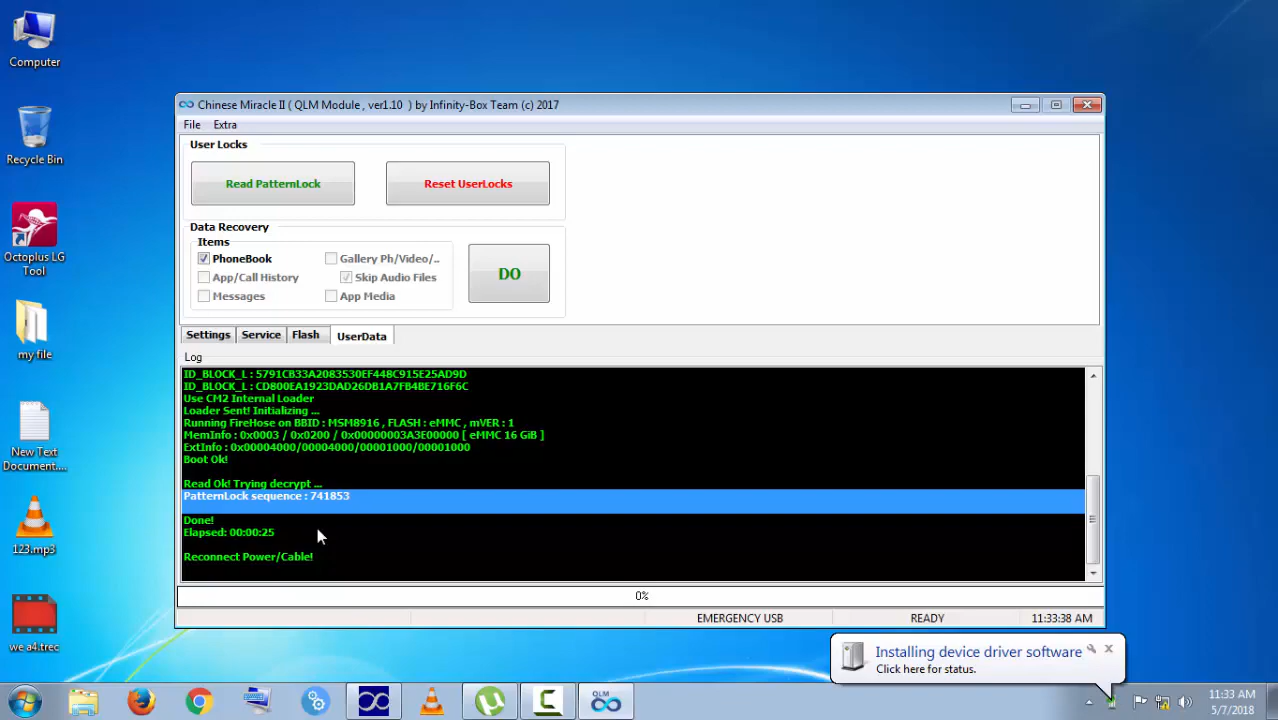 Computer
Recycle Bin
Octoplus LG
Tool
my file
New Text
Document....
123.mp3
we a4.trec
Chinese Miracle II ( QLM Module , ver1.10 ) by Infinity-Box Team (c) 2017
File Extra
User Locks
Read PatternLock Reset UserLocks
Data Recovery
Items
PhoneBook Gallery Ph/Video/..
App/Call History Skip Audio Files
Messages App Media
DO
Settings Service Flash UserData
Log
ID_BLOCK_L : 5791CB33A2083530EF448C915E25AD9D
ID_BLOCK_L : CD800EA1923DAD26DB1A7FB4BE716F6C
Use CM2 Internal Loader
Loader Sent! Initializing ...
Running FireHose on BBID : MSM8916 , FLASH : eMMC , mVER : 1
MemInfo : 0x0003 / 0x0200 / 0x00000003A3E00000 [ eMMC 16 GiB ]
ExtInfo : 0x00004000/00004000/00001000/00001000
Boot Ok!
Read Ok! Trying decrypt ...
PatternLock sequence : 741853
Done!
Elapsed: 00:00:25
Reconnect Power/Cable!
0%
EMERGENCY USB READY 11:33:38 AM
Installing device driver software
Click here for status.
QLM
11:33 AM
5/7/2018